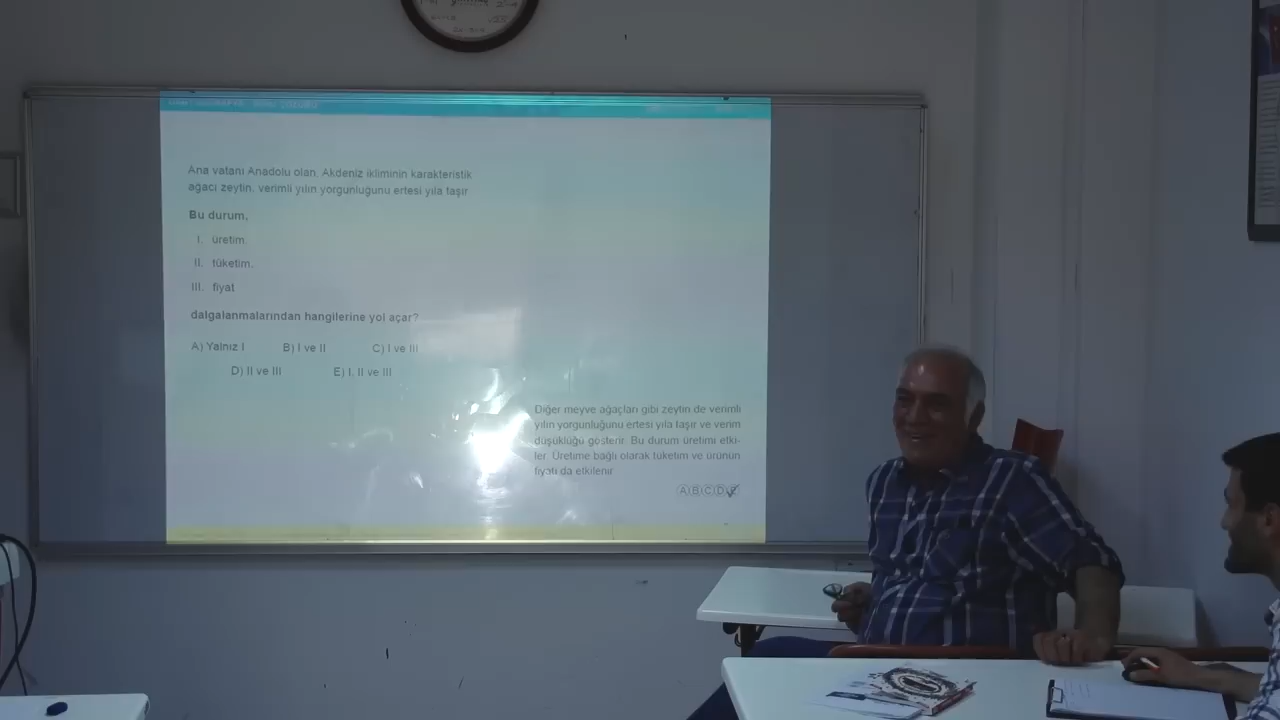 Ana vatanı Anadolu olan, Akdeniz ikliminin karakteristik
ağacı zeytin, verimli yılın yorgunluğunu ertesi yıla taşır
Bu durum,
I. üretim,
II. tüketim,
III. fiyat
dalgalanmalarından hangilerine yol açar?
A) Yalnız I B) I ve II C) I ve III
D) II ve III E) I, II ve III
Diğer meyve ağaçları gibi zeytin de verimli
yılın yorgunluğunu ertesi yıla taşır ve verim
düşüklüğü gösterir. Bu durum üretimi etki-
ler. Üretime bağlı olarak tüketim ve ürünün
fiyatı da etkilenir
A B C D E